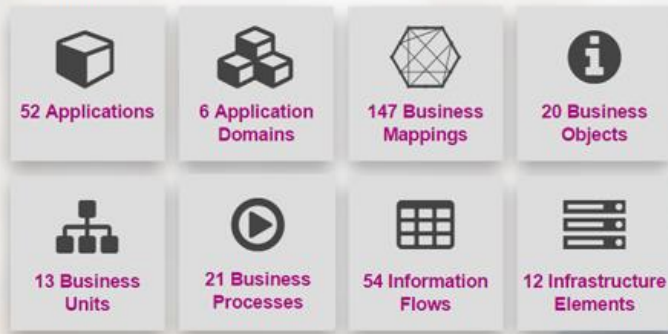 52 Applications
6 Application
Domains
147 Business
Mappings
20 Business
Objects
13 Business
Units
21 Business
Processes
54 Information
Flows
12 Infrastructure
Elements